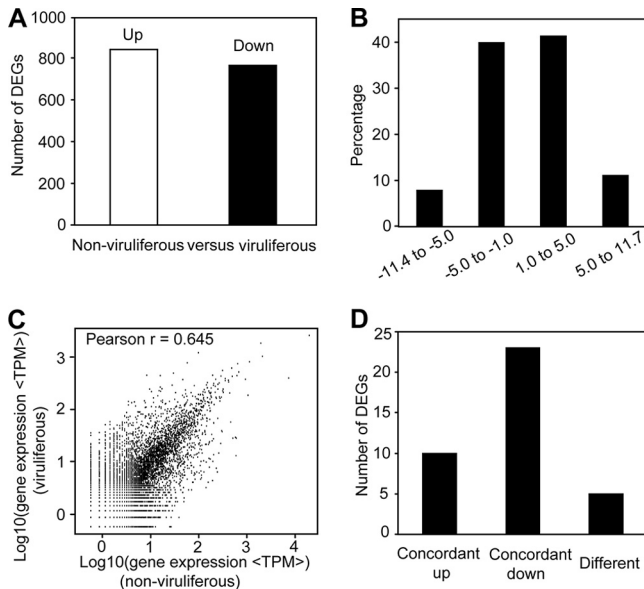 A
Number of DEGs
1000
800
600
400
200
0
Up
Down
Non-viruliferous versus viruliferous
B
Percentage
40
30
20
10
0
-11.4 to -5.0
-5.0 to -1.0
1.0 to 5.0
5.0 to 11.7
C
Pearson r = 0.645
Log10(gene expression <TPM>)
(viruliferous)
3
2
1
0
0 1 2 3 4
Log10(gene expression <TPM>)
(non-viruliferous)
D
Number of DEGs
25
20
15
10
5
0
Concordant
up
Concordant
down
Different